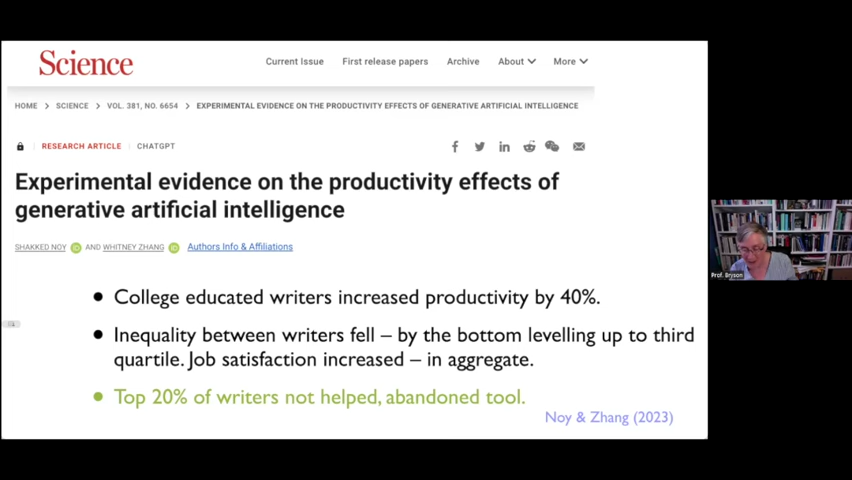 Science
Current Issue First release papers Archive About More
HOME > SCIENCE > VOL. 381, NO. 6654 > EXPERIMENTAL EVIDENCE ON THE PRODUCTIVITY EFFECTS OF GENERATIVE ARTIFICIAL INTELLIGENCE
RESEARCH ARTICLE CHATGPT
Experimental evidence on the productivity effects of
generative artificial intelligence
SHAKKED NOY AND WHITNEY ZHANG Authors Info & Affiliations
• College educated writers increased productivity by 40%.
• Inequality between writers fell – by the bottom levelling up to third
quartile. Job satisfaction increased – in aggregate.
• Top 20% of writers not helped, abandoned tool.
Noy & Zhang (2023)
Prof. Bryson